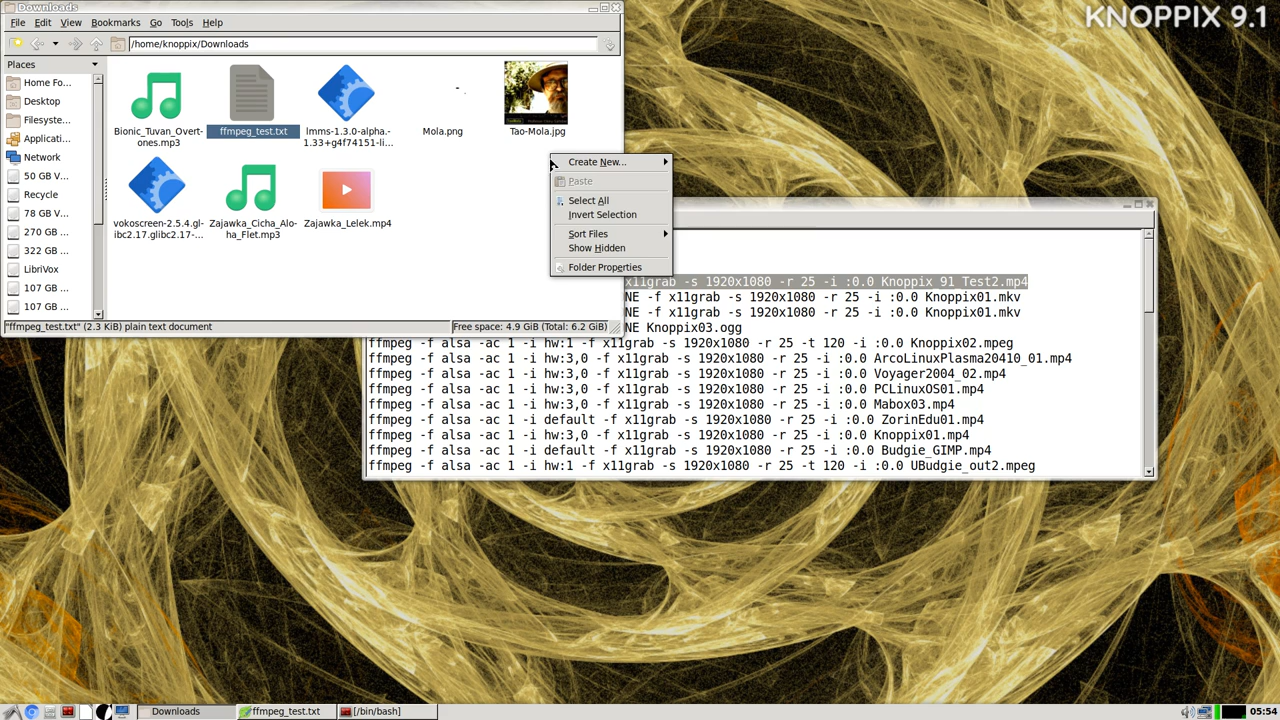 Downloads
KNOPPIX 9.1
File Edit View Bookmarks Go Tools Help
/home/knoppix/Downloads
Places
Home Fo...
Desktop
Filesyste...
Applicati...
Network
50 GB V...
Recycle
78 GB V...
270 GB ...
322 GB ...
LibriVox
107 GB ...
107 GB ...
Bionic_Tuvan_Overt-
ones.mp3
ffmpeg_test.txt
lmms-1.3.0-alpha.-
1.33+g4f74151-li...
Mola.png
Tao-Mola.jpg
vokoscreen-2.5.4.gl-
ibc2.17.glibc2.17-...
Zajawka_Cicha_Alo-
ha_Flet.mp3
Zajawka_Lelek.mp4
Create New...
Paste
Select All
Invert Selection
Sort Files
Show Hidden
Folder Properties
"ffmpeg_test.txt" (2.3 KiB) plain text document
Free space: 4.9 GiB (Total: 6.2 GiB)
x11grab -s 1920x1080 -r 25 -i :0.0 Knoppix_91_Test2.mp4
NE -f x11grab -s 1920x1080 -r 25 -i :0.0 Knoppix01.mkv
NE -f x11grab -s 1920x1080 -r 25 -i :0.0 Knoppix01.mkv
NE Knoppix03.ogg
ffmpeg -f alsa -ac 1 -i hw:1 -f x11grab -s 1920x1080 -r 25 -t 120 -i :0.0 Knoppix02.mpeg
ffmpeg -f alsa -ac 1 -i hw:3,0 -f x11grab -s 1920x1080 -r 25 -i :0.0 ArcoLinuxPlasma20410_01.mp4
ffmpeg -f alsa -ac 1 -i hw:3,0 -f x11grab -s 1920x1080 -r 25 -i :0.0 Voyager2004_02.mp4
ffmpeg -f alsa -ac 1 -i hw:3,0 -f x11grab -s 1920x1080 -r 25 -i :0.0 PCLinuxOS01.mp4
ffmpeg -f alsa -ac 1 -i hw:3,0 -f x11grab -s 1920x1080 -r 25 -i :0.0 Mabox03.mp4
ffmpeg -f alsa -ac 1 -i default -f x11grab -s 1920x1080 -r 25 -i :0.0 ZorinEdu01.mp4
ffmpeg -f alsa -ac 1 -i hw:3,0 -f x11grab -s 1920x1080 -r 25 -i :0.0 Knoppix01.mp4
ffmpeg -f alsa -ac 1 -i default -f x11grab -s 1920x1080 -r 25 -i :0.0 Budgie_GIMP.mp4
ffmpeg -f alsa -ac 1 -i hw:1 -f x11grab -s 1920x1080 -r 25 -t 120 -i :0.0 UBudgie_out2.mpeg
Downloads
ffmpeg_test.txt
[/bin/bash]
05:54